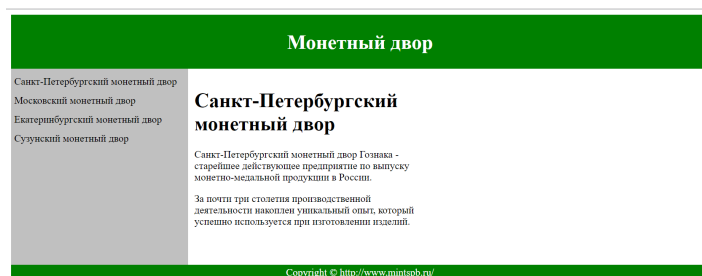 Монетный двор
Санкт-Петербургский монетный двор
Московский монетный двор
Екатеринбургский монетный двор
Сузунский монетный двор
Санкт-Петербургский
монетный двор
Санкт-Петербургский монетный двор Гознака -
старейшее действующее предприятие по выпуску
монетно-медальной продукции в России.
За почти три столетия производственной
деятельности накоплен уникальный опыт, который
успешно используется при изготовлении изделий.
Copyright © http://www.mintspb.ru/